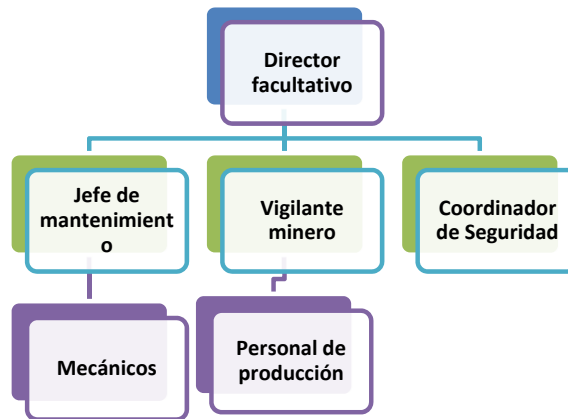 Director
facultativo
Jefe de
mantenimient
o
Vigilante
minero
Coordinador
de Seguridad
Mecánicos
Personal de
producción